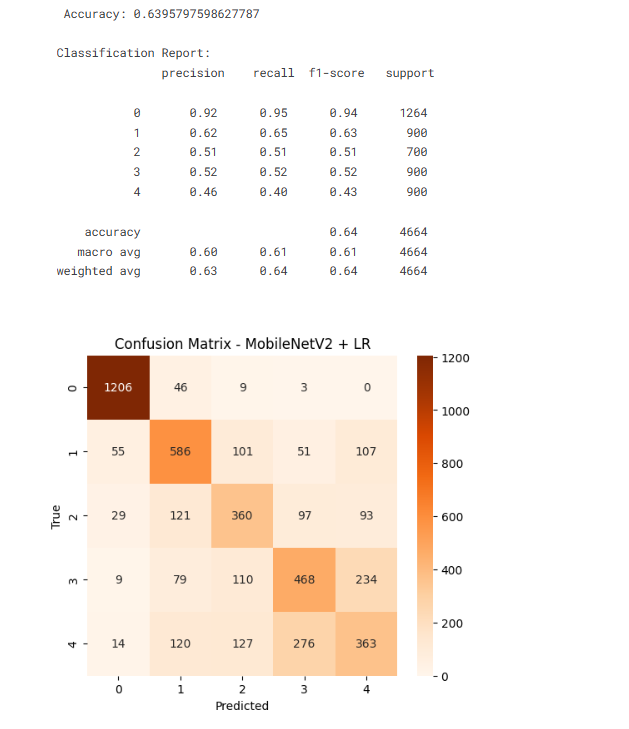 Accuracy: 0.6395797598627787
Classification Report:
precision recall f1-score support
0 0.92 0.95 0.94 1264
1 0.62 0.65 0.63 900
2 0.51 0.51 0.51 700
3 0.52 0.52 0.52 900
4 0.46 0.40 0.43 900
accuracy 0.64 4664
macro avg 0.60 0.61 0.61 4664
weighted avg 0.63 0.64 0.64 4664
Confusion Matrix - MobileNetV2 + LR
0 1206 46 9 3 0
1 55 586 101 51 107
2 29 121 360 97 93
3 9 79 110 468 234
4 14 120 127 276 363
0 1 2 3 4
True
Predicted
1200
1000
800
600
400
200
0